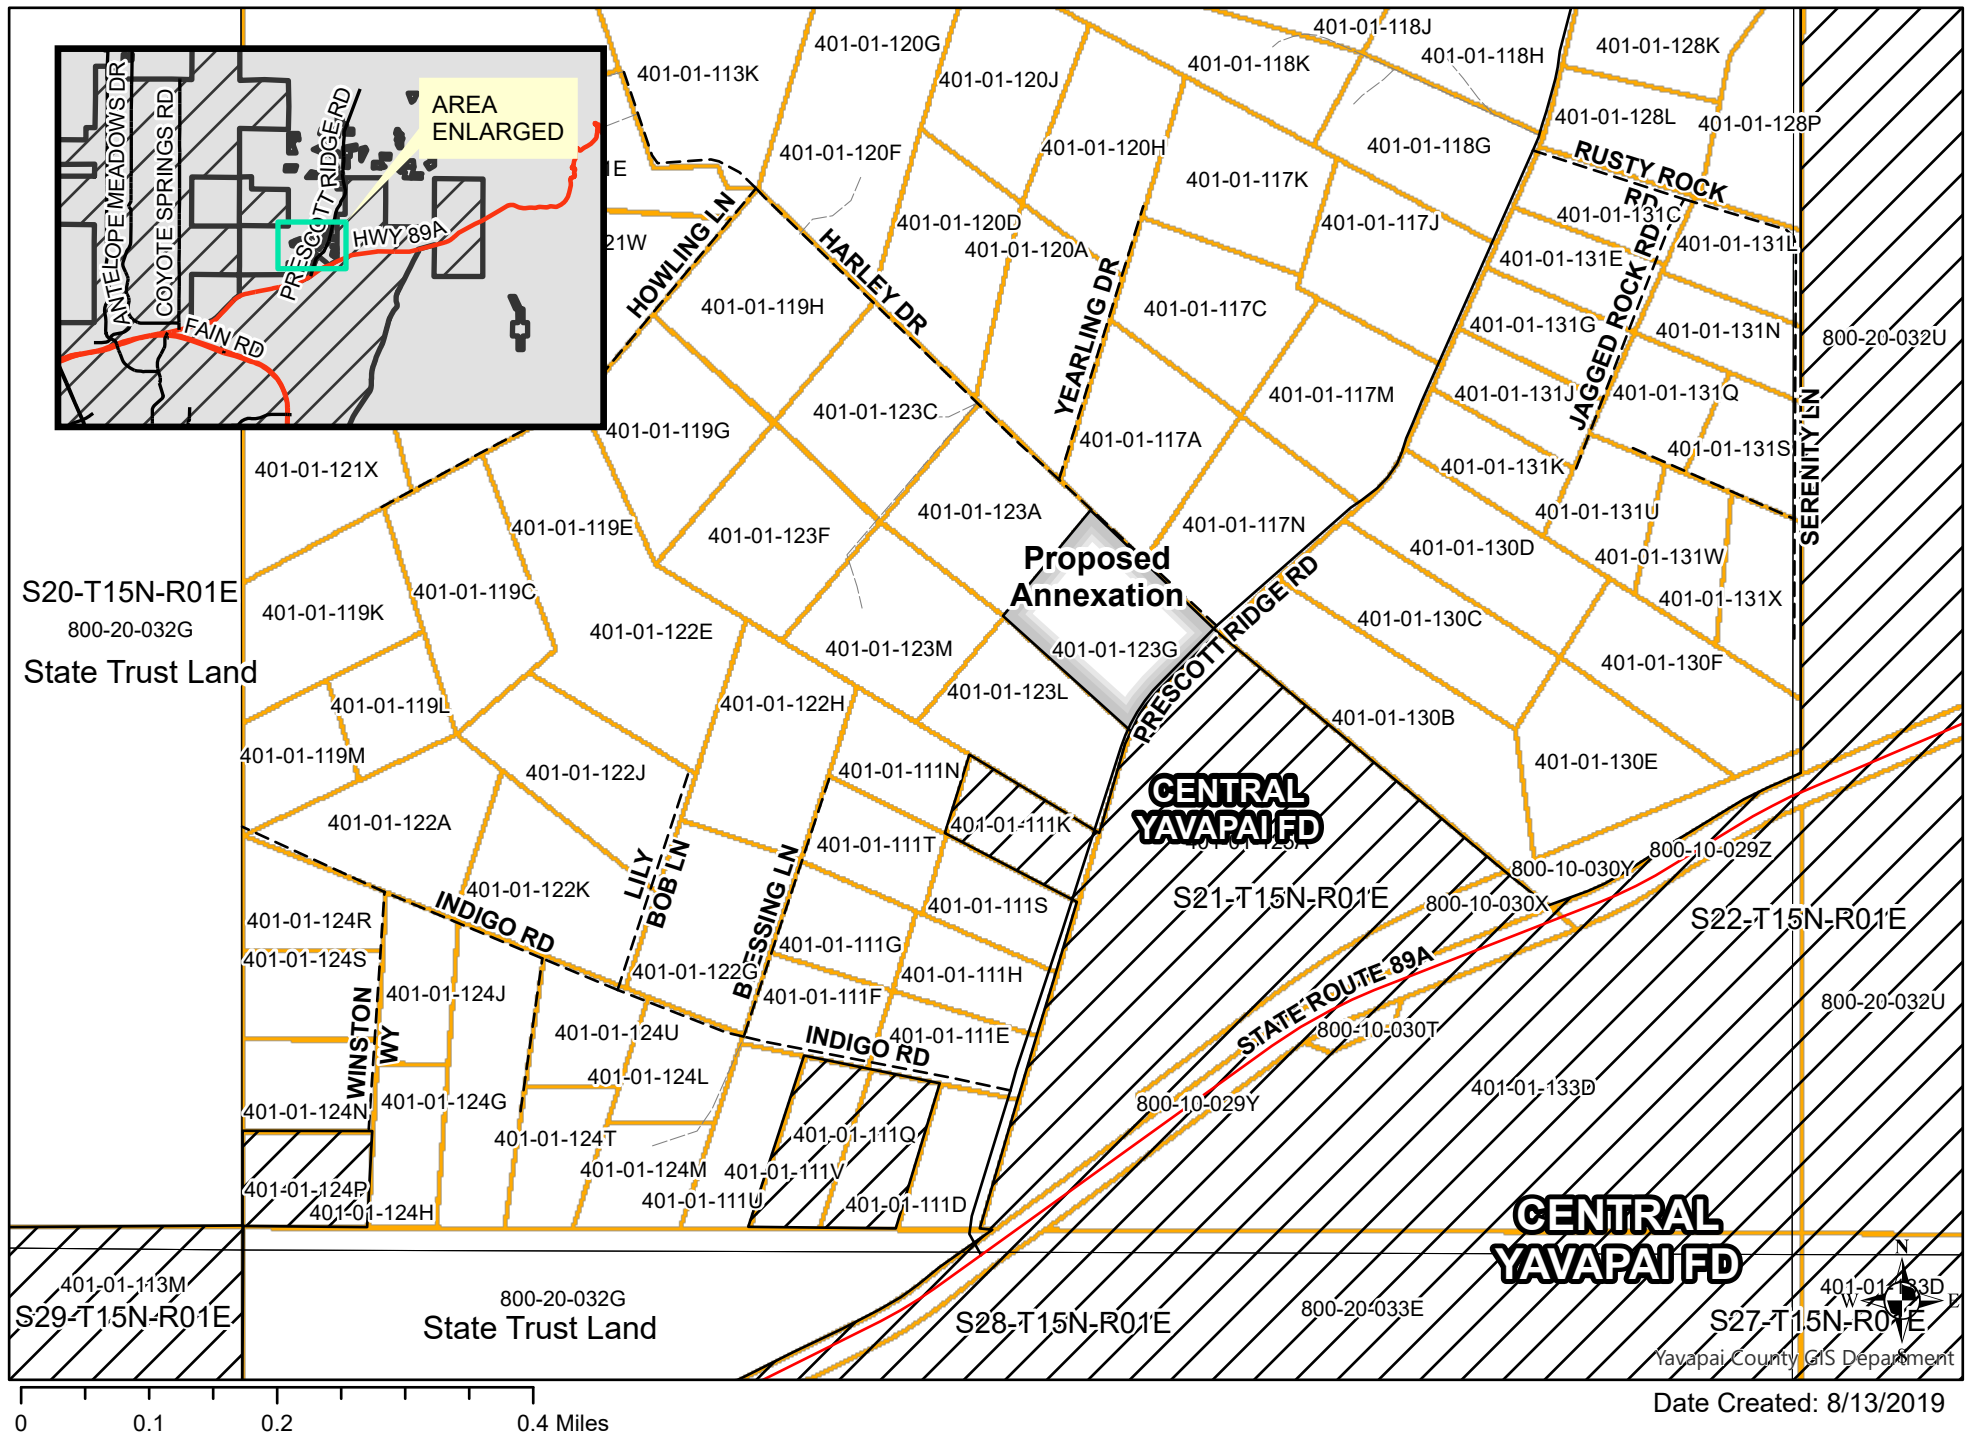 401-01-118J
401-01-120G
401-01-118H
401-01-128K
401-01-113K
401-01-120J
401-01-118K
ANTELOPE MEADOWS DR
COYOTE SPRINGS RD
PRESCOTT RIDGE RD
AREA
ENLARGED
HWY 89A
FAIN RD
401-01-128L
401-01-128P
401-01-120F
401-01-120H
401-01-118G
RUSTY ROCK
RD
1E
401-01-117K
401-01-120D
401-01-117J
401-01-131C
21W
401-01-120A
401-01-131L
HOWLING LN
HARLEY DR
401-01-131E
JAGGED ROCK RD
401-01-119H
YEARLING DR
401-01-117C
401-01-131G
401-01-131N
800-20-032U
401-01-117M
401-01-131J
401-01-131Q
401-01-123C
401-01-119G
401-01-117A
401-01-131S
SERENITY LN
401-01-121X
401-01-131K
401-01-123A
401-01-131U
401-01-119E
401-01-123F
401-01-117N
401-01-130D
401-01-131W
Proposed
Annexation
S20-T15N-R01E
401-01-119C
401-01-131X
401-01-119K
800-20-032G
401-01-122E
401-01-130C
PRESCOTT RIDGE RD
State Trust Land
401-01-123M
401-01-123G
401-01-130F
401-01-123L
401-01-119L
401-01-122H
401-01-130B
401-01-119M
401-01-122J
401-01-111N
401-01-130E
CENTRAL
YAVAPAI FD
401-01-122A
401-01-111K
401-01-111T
800-10-029Z
800-10-030Y
LILY
BOB LN
BLESSING LN
401-01-122K
S21-T15N-R01E
800-10-030X
401-01-111S
INDIGO RD
401-01-124R
S22-T15N-R01E
401-01-111G
401-01-124S
401-01-122G
401-01-111H
STATE ROUTE 89A
401-01-124J
401-01-111F
800-20-032U
WINSTON
WY
401-01-124U
INDIGO RD
401-01-111E
800-10-030T
401-01-124L
401-01-133D
401-01-124N
401-01-124G
800-10-029Y
401-01-124T
401-01-111Q
401-01-124M
401-01-111V
401-01-124P
401-01-111U
401-01-111D
401-01-124H
CENTRAL
YAVAPAI FD
N
401-01-113M
800-20-032G
800-20-033E
401-01-133D
W
E
S29-T15N-R01E
State Trust Land
S28-T15N-R01E
S27-T15N-R01E
S
Yavapai County GIS Department
0
0.1
0.2
0.4 Miles
Date Created: 8/13/2019